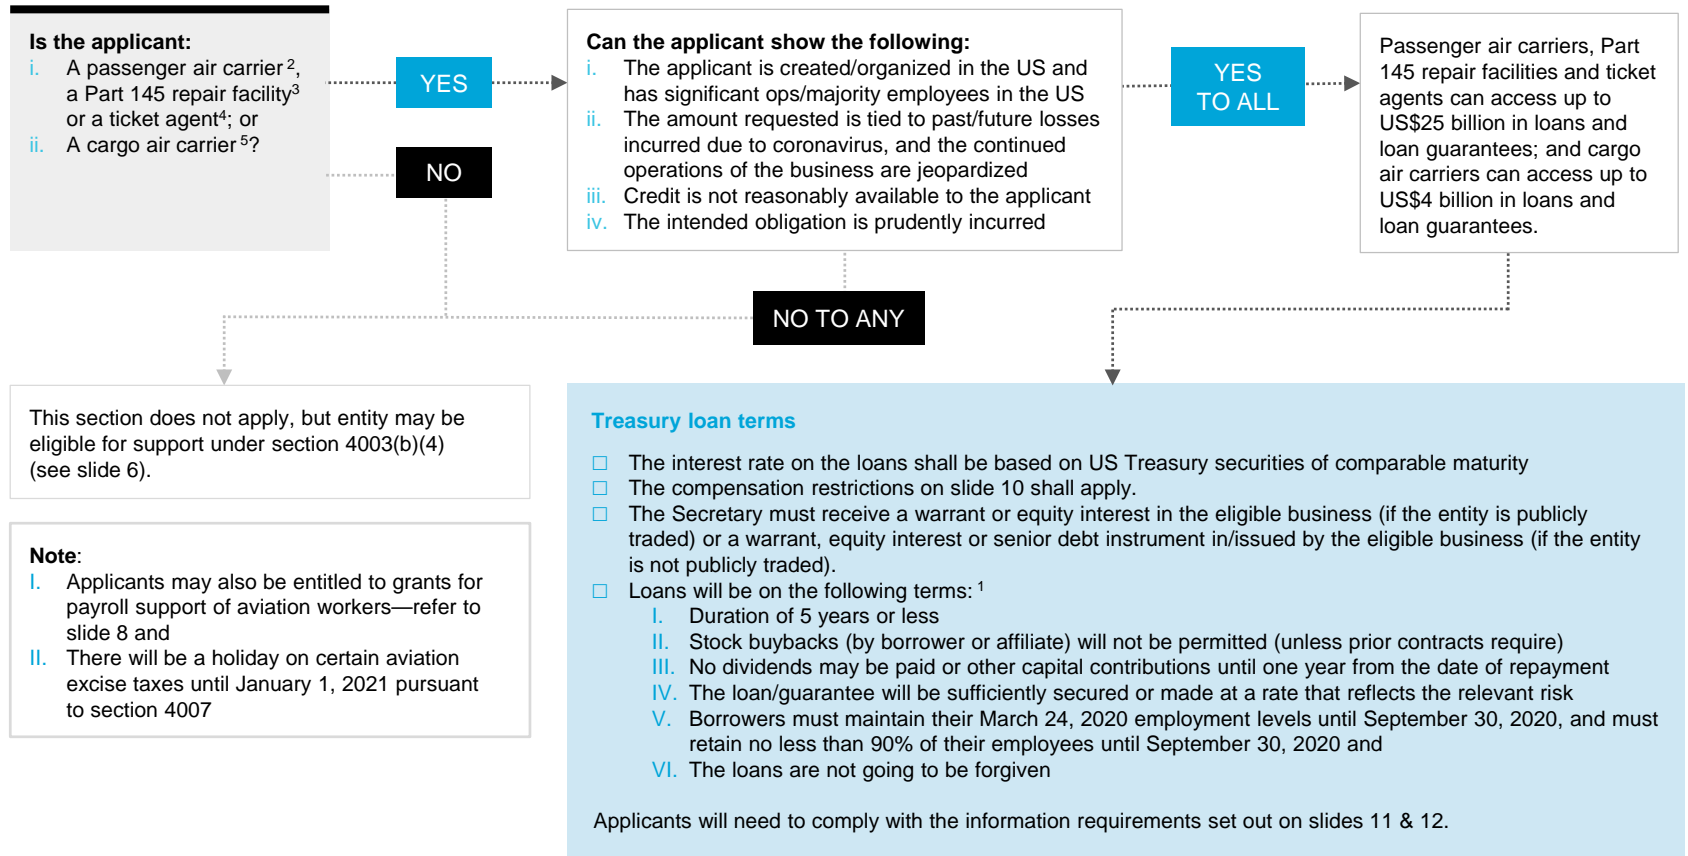 Is the applicant:
i. A passenger air carrier ²,
a Part 145 repair facility³
or a ticket agent⁴; or
ii. A cargo air carrier ⁵?
YES
NO
Can the applicant show the following:
i. The applicant is created/organized in the US and
has significant ops/majority employees in the US
ii. The amount requested is tied to past/future losses
incurred due to coronavirus, and the continued
operations of the business are jeopardized
iii. Credit is not reasonably available to the applicant
iv. The intended obligation is prudently incurred
YES
TO ALL
Passenger air carriers, Part
145 repair facilities and ticket
agents can access up to
US$25 billion in loans and
loan guarantees; and cargo
air carriers can access up to
US$4 billion in loans and
loan guarantees.
NO TO ANY
This section does not apply, but entity may be
eligible for support under section 4003(b)(4)
(see slide 6).
Note:
I. Applicants may also be entitled to grants for
payroll support of aviation workers—refer to
slide 8 and
II. There will be a holiday on certain aviation
excise taxes until January 1, 2021 pursuant
to section 4007
Treasury loan terms
□ The interest rate on the loans shall be based on US Treasury securities of comparable maturity
□ The compensation restrictions on slide 10 shall apply.
□ The Secretary must receive a warrant or equity interest in the eligible business (if the entity is publicly
traded) or a warrant, equity interest or senior debt instrument in/issued by the eligible business (if the entity
is not publicly traded).
□ Loans will be on the following terms: ¹
I. Duration of 5 years or less
II. Stock buybacks (by borrower or affiliate) will not be permitted (unless prior contracts require)
III. No dividends may be paid or other capital contributions until one year from the date of repayment
IV. The loan/guarantee will be sufficiently secured or made at a rate that reflects the relevant risk
V. Borrowers must maintain their March 24, 2020 employment levels until September 30, 2020, and must
retain no less than 90% of their employees until September 30, 2020 and
VI. The loans are not going to be forgiven
Applicants will need to comply with the information requirements set out on slides 11 & 12.